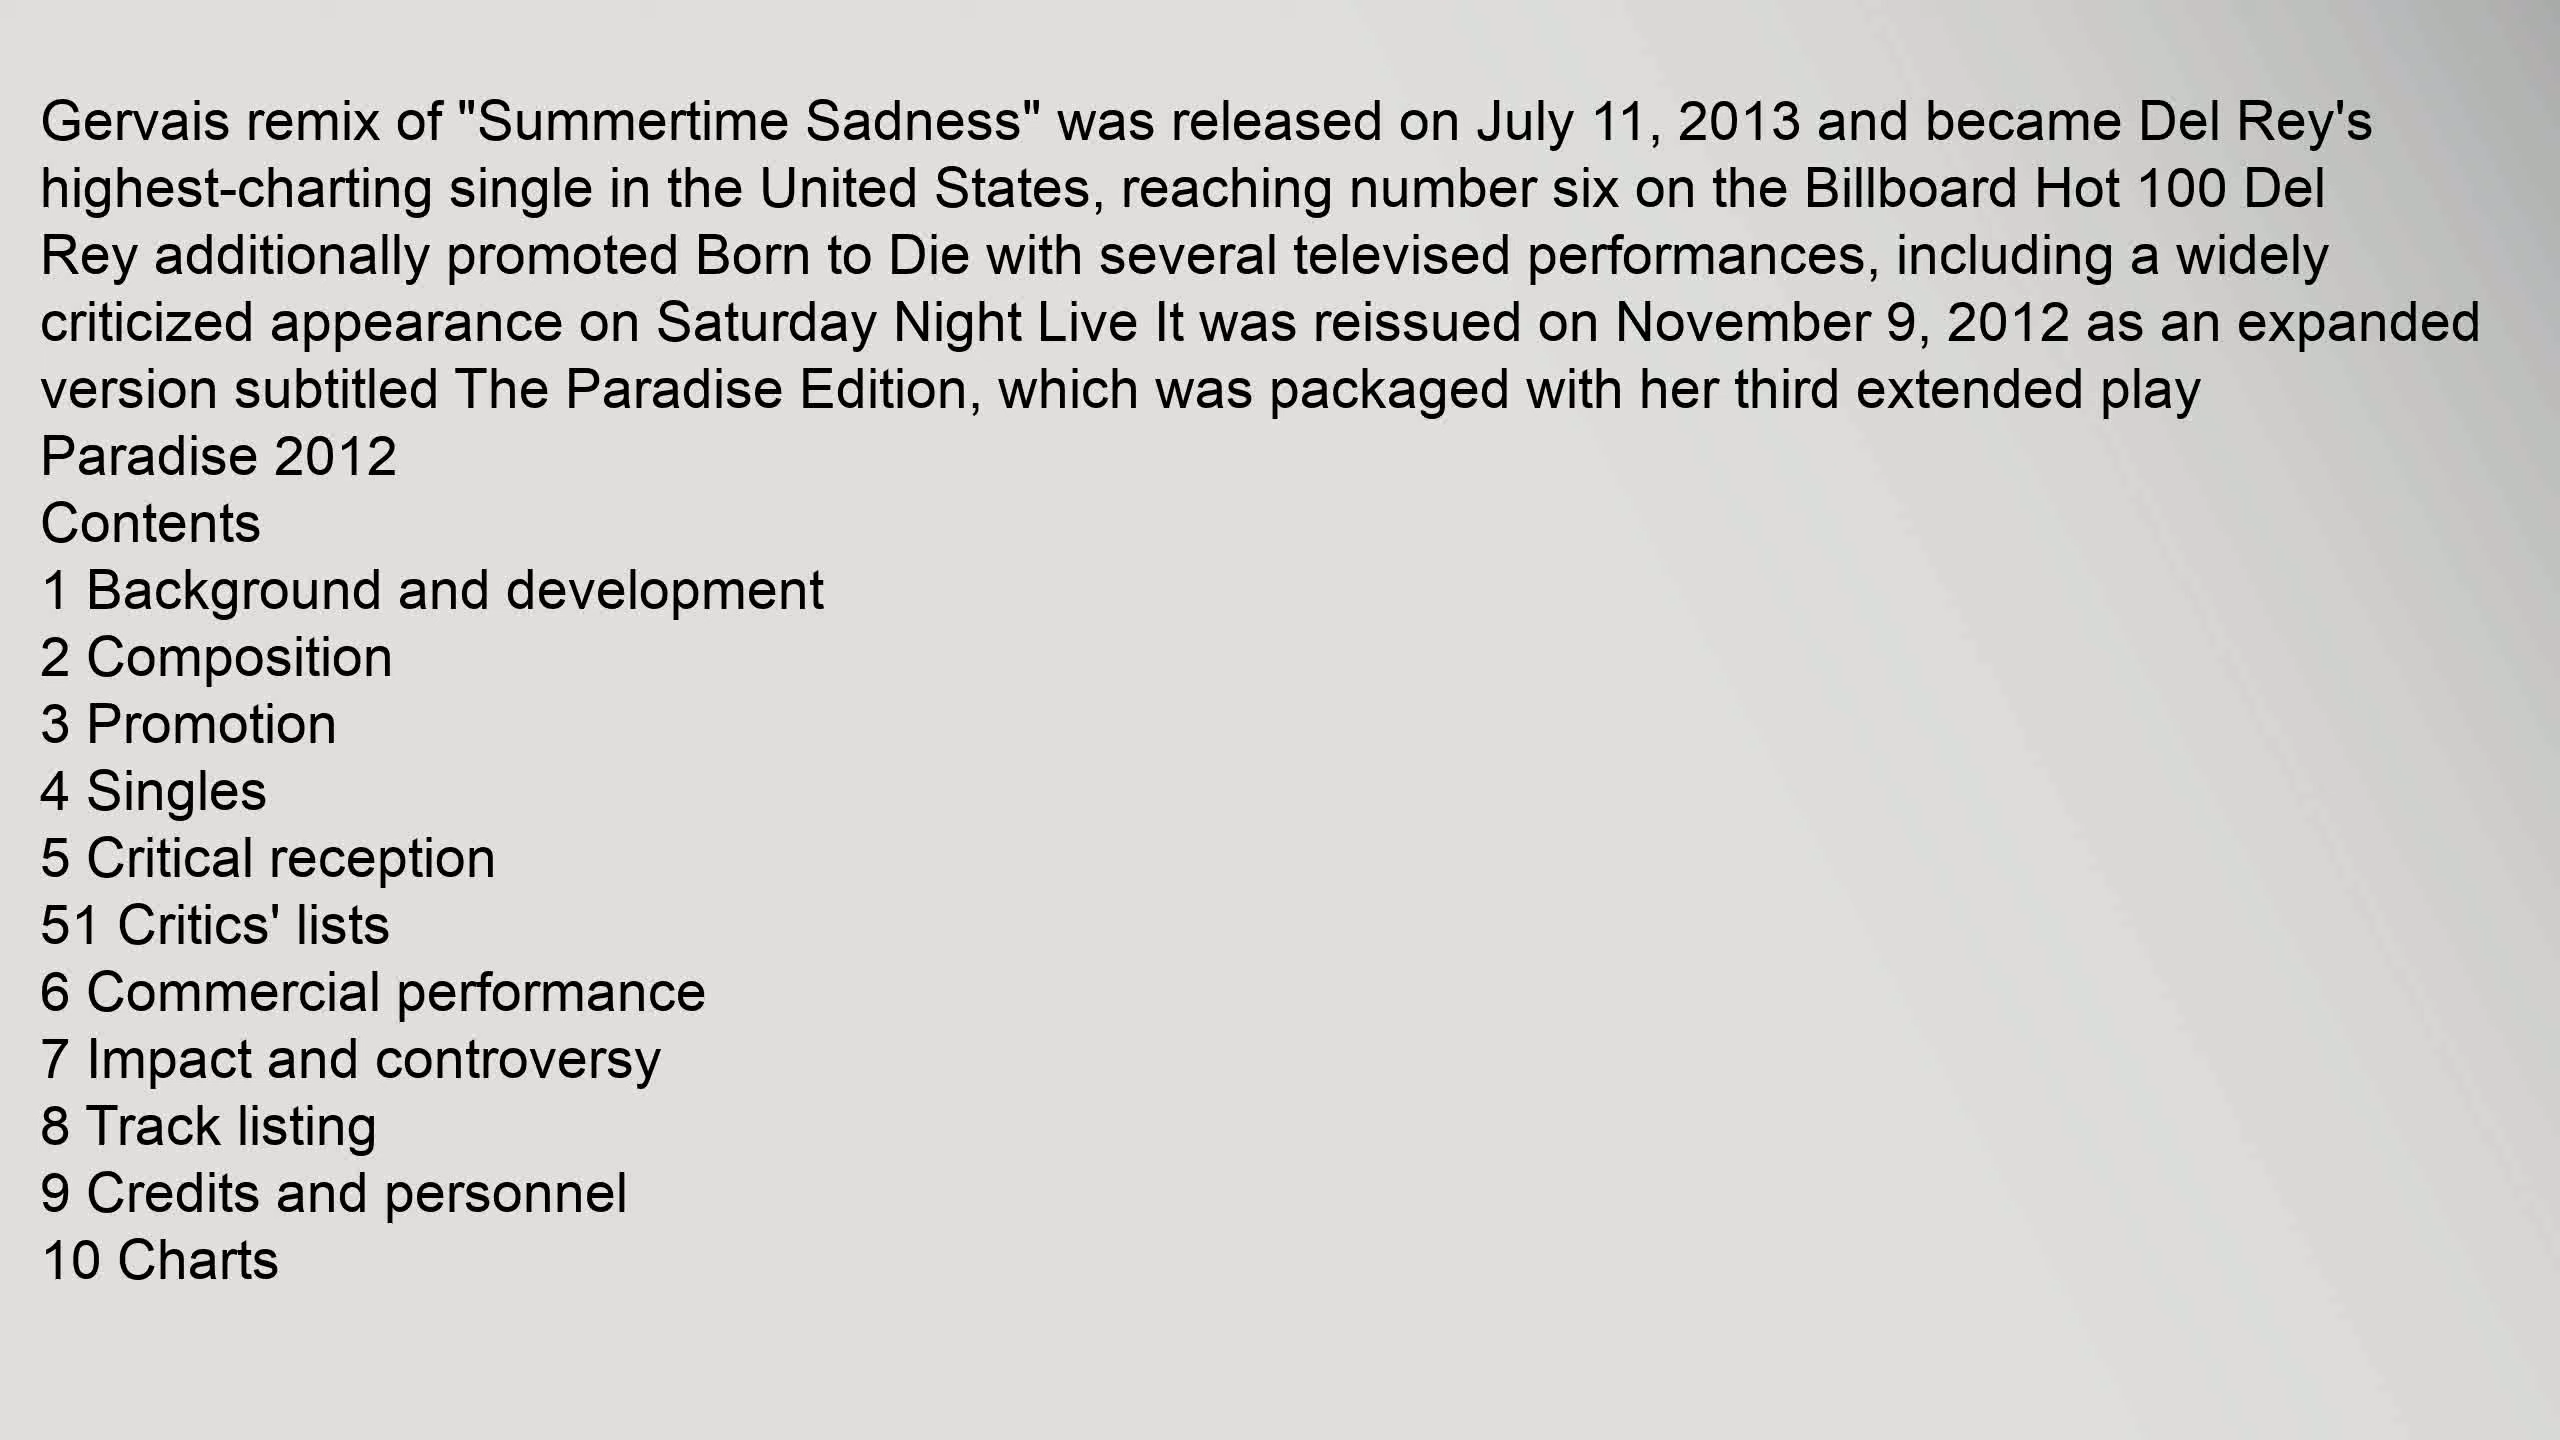 Gervais remix of "Summertime Sadness" was released on July 11, 2013 and became Del Rey's
highest-charting single in the United States, reaching number six on the Billboard Hot 100 Del
Rey additionally promoted Born to Die with several televised performances, including a widely
criticized appearance on Saturday Night Live It was reissued on November 9, 2012 as an expanded
version subtitled The Paradise Edition, which was packaged with her third extended play
Paradise 2012
Contents
1 Background and development
2 Composition
3 Promotion
4 Singles
5 Critical reception
51 Critics' lists
6 Commercial performance
7 Impact and controversy
8 Track listing
9 Credits and personnel
10 Charts